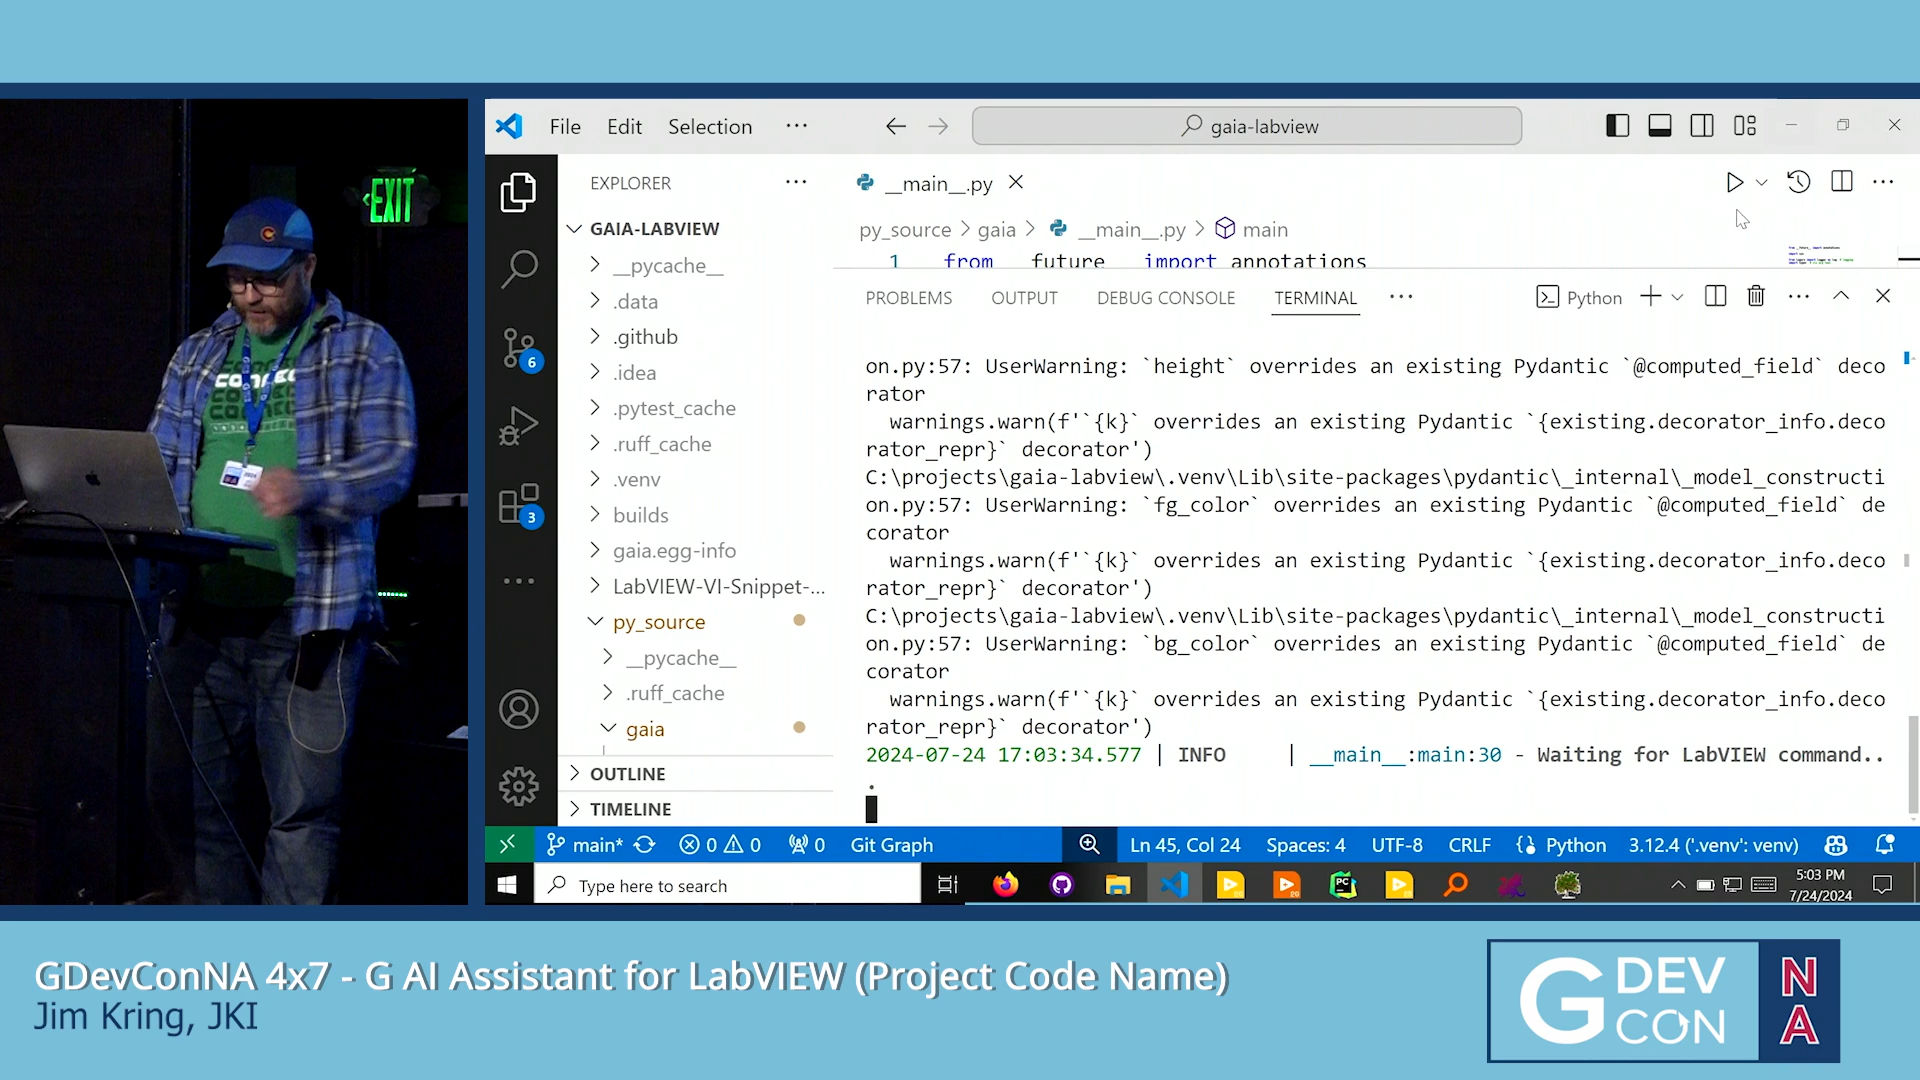 EXIT
CONNECT
File Edit Selection ···
gaia-labview
EXPLORER ···
GAIA-LABVIEW
__pycache__
.data
.github
.idea
.pytest_cache
.ruff_cache
.venv
builds
gaia.egg-info
LabVIEW-VI-Snippet-...
py_source
__pycache__
.ruff_cache
gaia
OUTLINE
TIMELINE
6
3
__main__.py
py_source > gaia > __main__.py > main
1 from __future__ import annotations
PROBLEMS OUTPUT DEBUG CONSOLE TERMINAL ··· Python
on.py:57: UserWarning: `height` overrides an existing Pydantic `@computed_field` deco
rator
warnings.warn(f'`{k}` overrides an existing Pydantic `{existing.decorator_info.deco
rator_repr}` decorator')
C:\projects\gaia-labview\.venv\Lib\site-packages\pydantic\_internal\_model_constructi
on.py:57: UserWarning: `fg_color` overrides an existing Pydantic `@computed_field` de
corator
warnings.warn(f'`{k}` overrides an existing Pydantic `{existing.decorator_info.deco
rator_repr}` decorator')
C:\projects\gaia-labview\.venv\Lib\site-packages\pydantic\_internal\_model_constructi
on.py:57: UserWarning: `bg_color` overrides an existing Pydantic `@computed_field` de
corator
warnings.warn(f'`{k}` overrides an existing Pydantic `{existing.decorator_info.deco
rator_repr}` decorator')
2024-07-24 17:03:34.577 | INFO | __main__:main:30 - Waiting for LabVIEW command..
.
main* 0 0 0 Git Graph Ln 45, Col 24 Spaces: 4 UTF-8 CRLF Python 3.12.4 ('.venv': venv)
Type here to search
5:03 PM
7/24/2024
GDevConNA 4x7 - G AI Assistant for LabVIEW (Project Code Name)
Jim Kring, JKI
G DEV CON NA